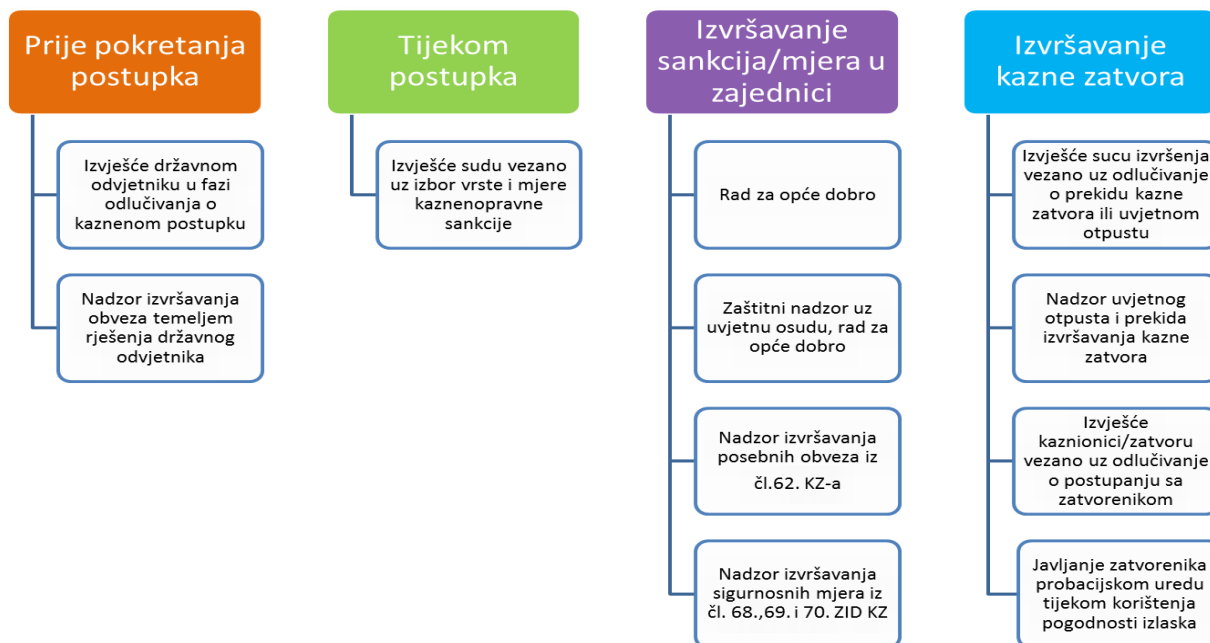 Prije pokretanja
postupka
Izvješće državnom
odvjetniku u fazi
odlučivanja o
kaznenom postupku
Nadzor izvršavanja
obveza temeljem
rješenja državnog
odvjetnika
Tijekom
postupka
Izvješće sudu vezano
uz izbor vrste i mjere
kaznenopravne
sankcije
Izvršavanje
sankcija/mjera u
zajednici
Rad za opće dobro
Zaštitni nadzor uz
uvjetnu osudu, rad za
opće dobro
Nadzor izvršavanja
posebnih obveza iz
čl.62. KZ-a
Nadzor izvršavanja
sigurnosnih mjera iz
čl. 68.,69. i 70. ZID KZ
Izvršavanje
kazne zatvora
Izvješće sucu izvršenja
vezano uz odlučivanje
o prekidu kazne
zatvora ili uvjetnom
otpustu
Nadzor uvjetnog
otpusta i prekida
izvršavanja kazne
zatvora
Izvješće
kaznionici/zatvoru
vezano uz odlučivanje
o postupanju sa
zatvorenikom
Javljanje zatvorenika
probacijskom uredu
tijekom korištenja
pogodnosti izlaska